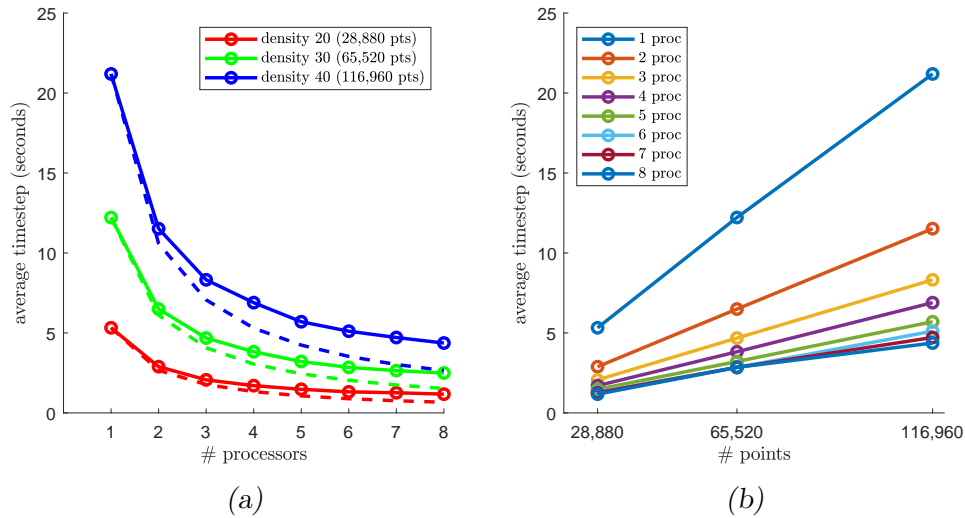 25
20
15
10
5
0
average timestep (seconds)
density 20 (28,880 pts)
density 30 (65,520 pts)
density 40 (116,960 pts)
1 2 3 4 5 6 7 8
# processors
(a)
25
20
15
10
5
0
average timestep (seconds)
1 proc
2 proc
3 proc
4 proc
5 proc
6 proc
7 proc
8 proc
28,880 65,520 116,960
# points
(b)